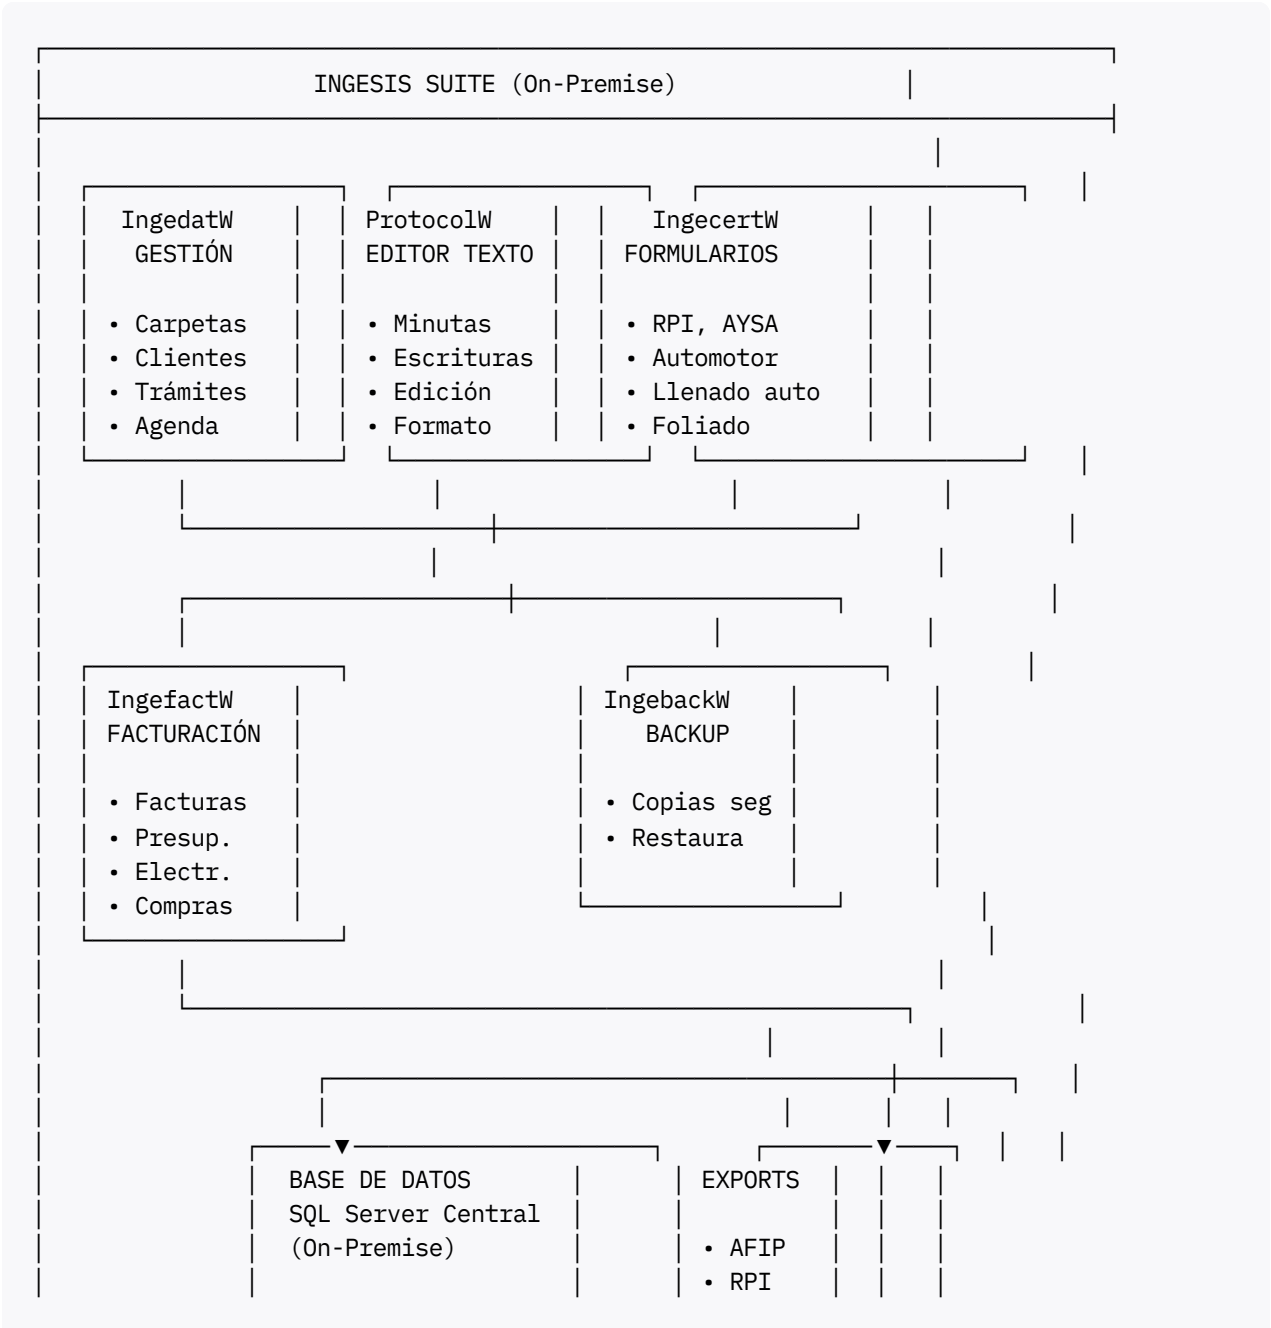 INGESIS SUITE (On-Premise)
IngedatW ProtocolW IngecertW
GESTIÓN EDITOR TEXTO FORMULARIOS
• Carpetas • Minutas • RPI, AYSA
• Clientes • Escrituras • Automotor
• Trámites • Edición • Llenado auto
• Agenda • Formato • Foliado
IngefactW IngebackW
FACTURACIÓN BACKUP
• Facturas • Copias seg
• Presup. • Restaura
• Electr.
• Compras
BASE DE DATOS EXPORTS
SQL Server Central
(On-Premise) • AFIP
• RPI